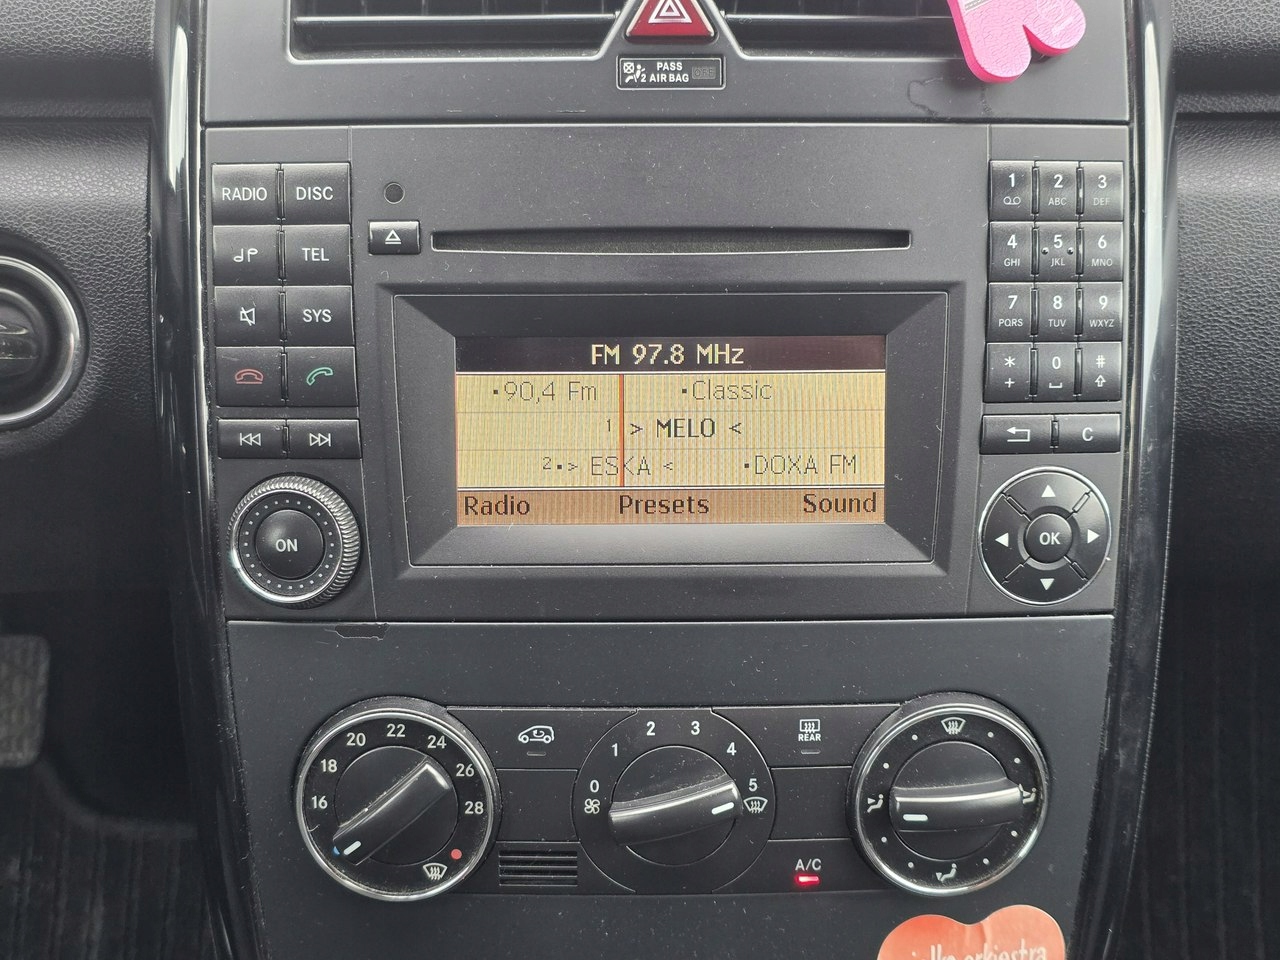 PASS
2 AIRBAG OFF
RADIO
DISC
TEL
SYS
ON
FM 97.8 MHz
·90,4 Fm ·Classic
1 > MELO <
2·> ESKA < ·DOXA FM
Radio Presets Sound
1 2 ABC 3 DEF
4 GHI 5 JKL 6 MNO
7 PQRS 8 TUV 9 WXYZ
* + 0 #
C
OK
16 18 20 22 24 26 28
0 1 2 3 4 5
REAR
A/C
orkiestra